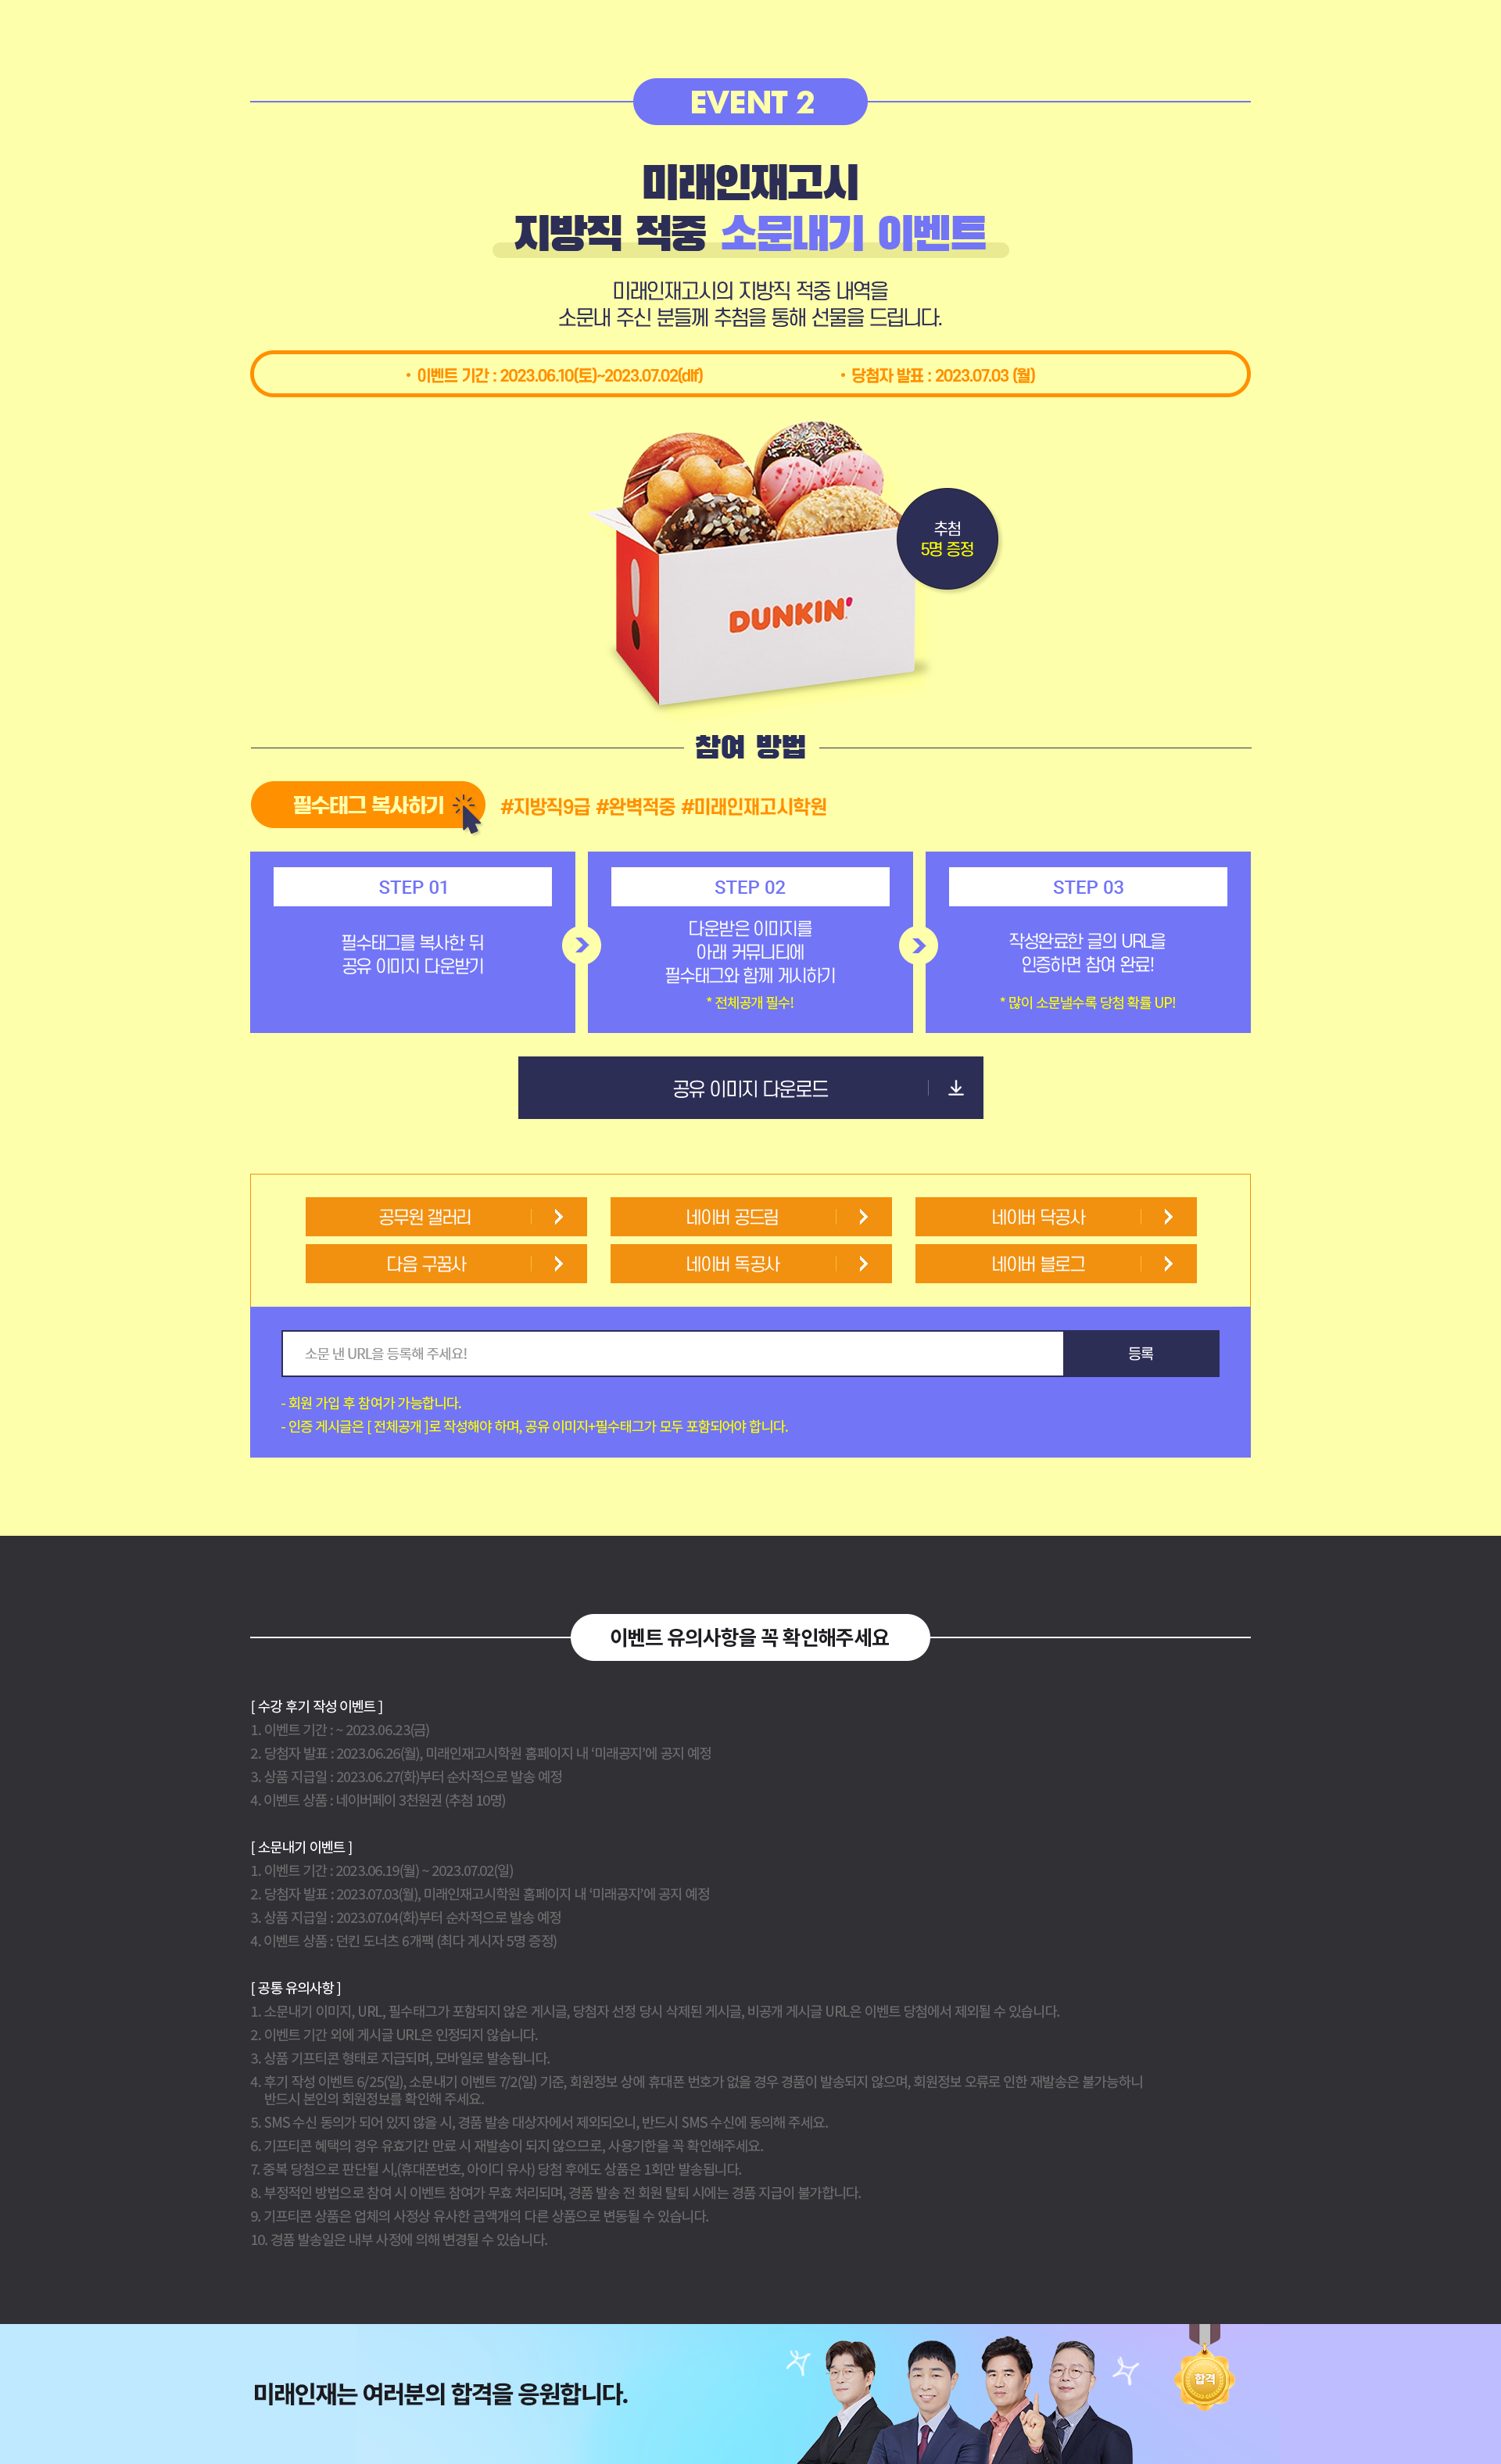 EVENT 2
미래인재고시
지방직 적중 소문내기 이벤트
미래인재고시의 지방직 적중 내역을
소문내 주신 분들께 추첨을 통해 선물을 드립니다.
• 이벤트 기간 : 2023.06.10(토)~2023.07.02(dlf)
• 당첨자 발표 : 2023.07.03 (월)
추첨
5명 증정
DUNKIN'
참여 방법
필수태그 복사하기
#지방직9급 #완벽적중 #미래인재고시학원
STEP 01
필수태그를 복사한 뒤
공유 이미지 다운받기
STEP 02
다운받은 이미지를
아래 커뮤니티에
필수태그와 함께 게시하기
* 전체공개 필수!
STEP 03
작성완료한 글의 URL을
인증하면 참여 완료!
* 많이 소문낼수록 당첨 확률 UP!
공유 이미지 다운로드
공무원 갤러리
네이버 공드림
네이버 닥공사
다음 구꿈사
네이버 독공사
네이버 블로그
소문 낸 URL을 등록해 주세요!
등록
- 회원 가입 후 참여가 가능합니다.
- 인증 게시글은 [ 전체공개 ]로 작성해야 하며, 공유 이미지+필수태그가 모두 포함되어야 합니다.
이벤트 유의사항을 꼭 확인해주세요
[ 수강 후기 작성 이벤트 ]
1. 이벤트 기간 : ~ 2023.06.23(금)
2. 당첨자 발표 : 2023.06.26(월), 미래인재고시학원 홈페이지 내 ‘미래공지’에 공지 예정
3. 상품 지급일 : 2023.06.27(화)부터 순차적으로 발송 예정
4. 이벤트 상품 : 네이버페이 3천원권 (추첨 10명)
[ 소문내기 이벤트 ]
1. 이벤트 기간 : 2023.06.19(월) ~ 2023.07.02(일)
2. 당첨자 발표 : 2023.07.03(월), 미래인재고시학원 홈페이지 내 ‘미래공지’에 공지 예정
3. 상품 지급일 : 2023.07.04(화)부터 순차적으로 발송 예정
4. 이벤트 상품 : 던킨 도너츠 6개팩 (최다 게시자 5명 증정)
[ 공통 유의사항 ]
1. 소문내기 이미지, URL, 필수태그가 포함되지 않은 게시글, 당첨자 선정 당시 삭제된 게시글, 비공개 게시글 URL은 이벤트 당첨에서 제외될 수 있습니다.
2. 이벤트 기간 외에 게시글 URL은 인정되지 않습니다.
3. 상품 기프티콘 형태로 지급되며, 모바일로 발송됩니다.
4. 후기 작성 이벤트 6/25(일), 소문내기 이벤트 7/2(일) 기준, 회원정보 상에 휴대폰 번호가 없을 경우 경품이 발송되지 않으며, 회원정보 오류로 인한 재발송은 불가능하니
반드시 본인의 회원정보를 확인해 주세요.
5. SMS 수신 동의가 되어 있지 않을 시, 경품 발송 대상자에서 제외되오니, 반드시 SMS 수신에 동의해 주세요.
6. 기프티콘 혜택의 경우 유효기간 만료 시 재발송이 되지 않으므로, 사용기한을 꼭 확인해주세요.
7. 중복 당첨으로 판단될 시,(휴대폰번호, 아이디 유사) 당첨 후에도 상품은 1회만 발송됩니다.
8. 부정적인 방법으로 참여 시 이벤트 참여가 무효 처리되며, 경품 발송 전 회원 탈퇴 시에는 경품 지급이 불가합니다.
9. 기프티콘 상품은 업체의 사정상 유사한 금액개의 다른 상품으로 변동될 수 있습니다.
10. 경품 발송일은 내부 사정에 의해 변경될 수 있습니다.
미래인재는 여러분의 합격을 응원합니다.
합격